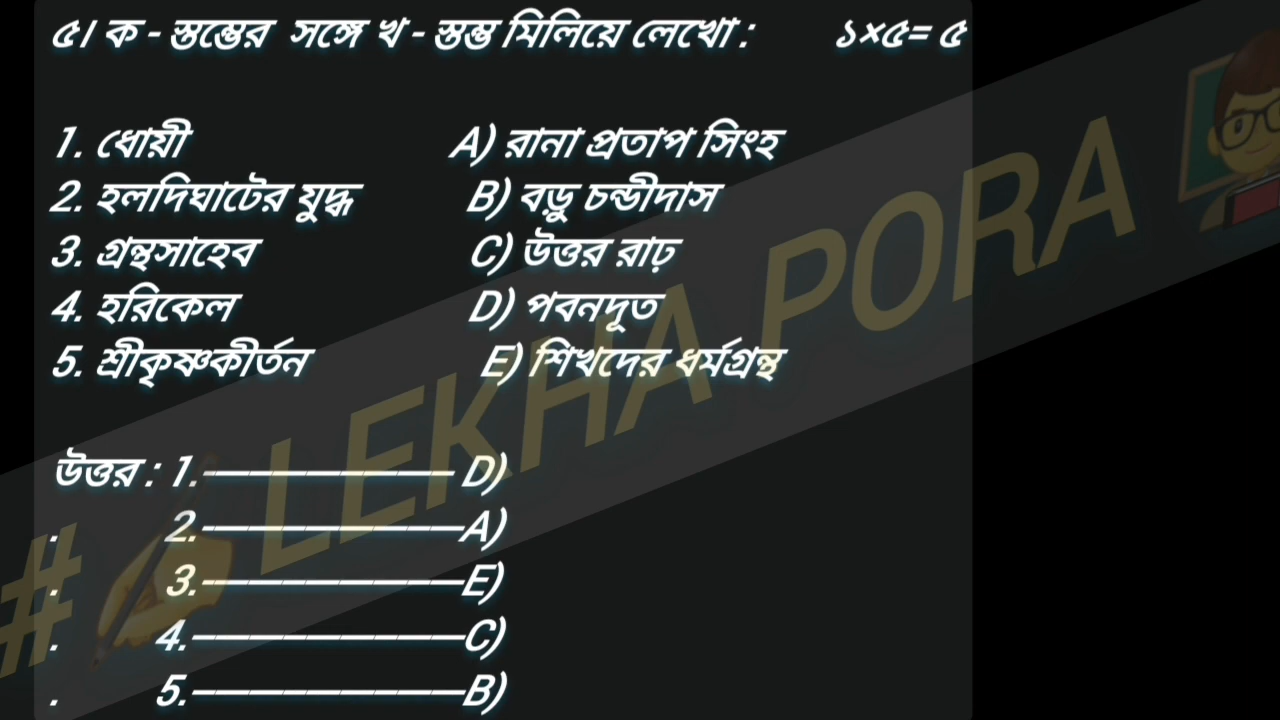 ৫। ক - স্তম্ভের সঙ্গে খ - স্তম্ভ মিলিয়ে লেখো : ১×৫= ৫
1. ধোয়ী A) রানা প্রতাপ সিংহ
2. হলদিঘাটের যুদ্ধ B) বড়ু চন্ডীদাস
3. গ্রন্থসাহেব C) উত্তর রাঢ়
4. হরিকেল D) পবনদূত
5. শ্রীকৃষ্ণকীর্তন E) শিখদের ধর্মগ্রন্থ
উত্তর : 1.—————— D)
. 2.——————A)
. 3.——————E)
. 4.——————C)
. 5.——————B)
# LEKHA PORA